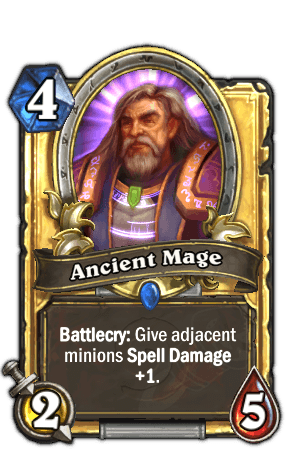 4
Ancient Mage
Battlecry: Give adjacent
minions Spell Damage
+1.
2
5